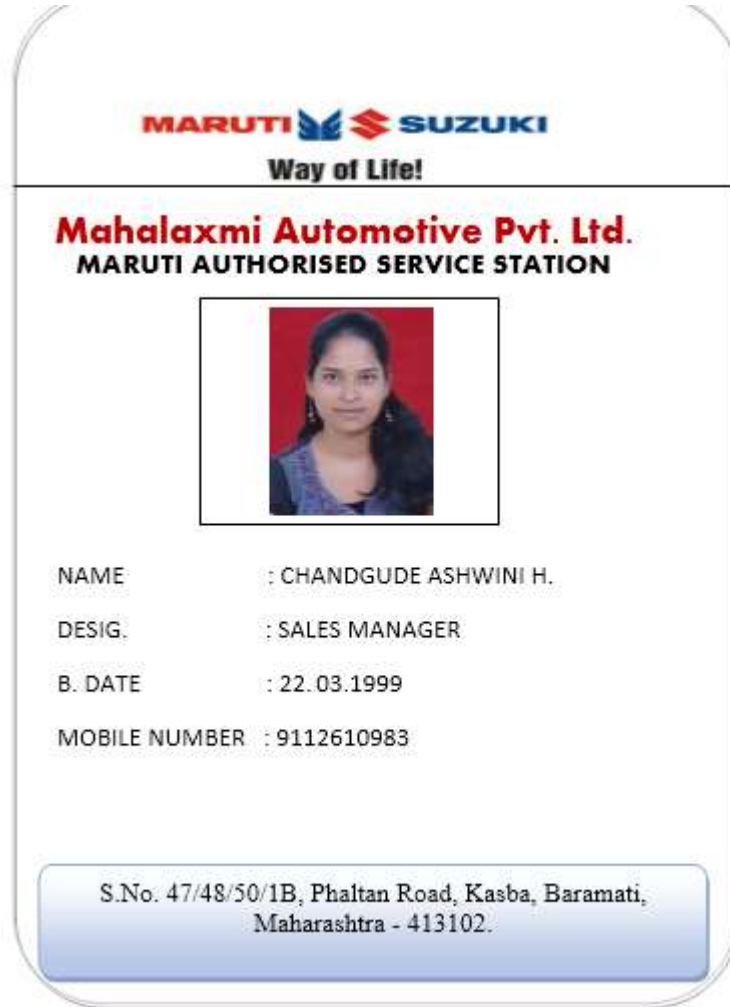 MARUTI SUZUKI
Way of Life!
Mahalaxmi Automotive Pvt. Ltd.
MARUTI AUTHORISED SERVICE STATION
NAME : CHANDGUDE ASHWINI H.
DESIG. : SALES MANAGER
B. DATE : 22.03.1999
MOBILE NUMBER : 9112610983
S.No. 47/48/50/1B, Phaltan Road, Kasba, Baramati,
Maharashtra - 413102.